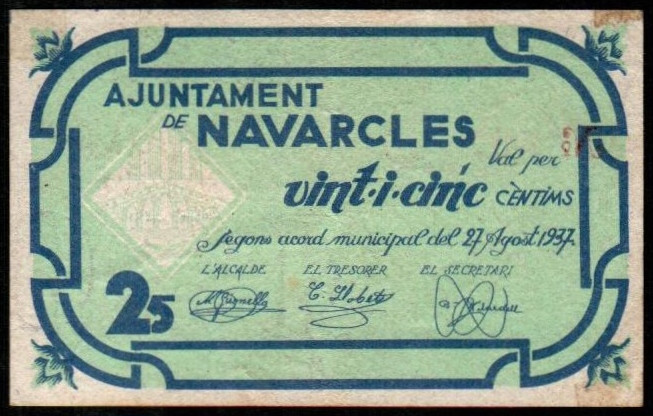 AJUNTAMENT
DE NAVARCLES
Val per
vint-i-cinc CÈNTIMS
Segons acord municipal del 27 Agost 1937.
L'ALCALDE EL TRESORER EL SECRETARI
25